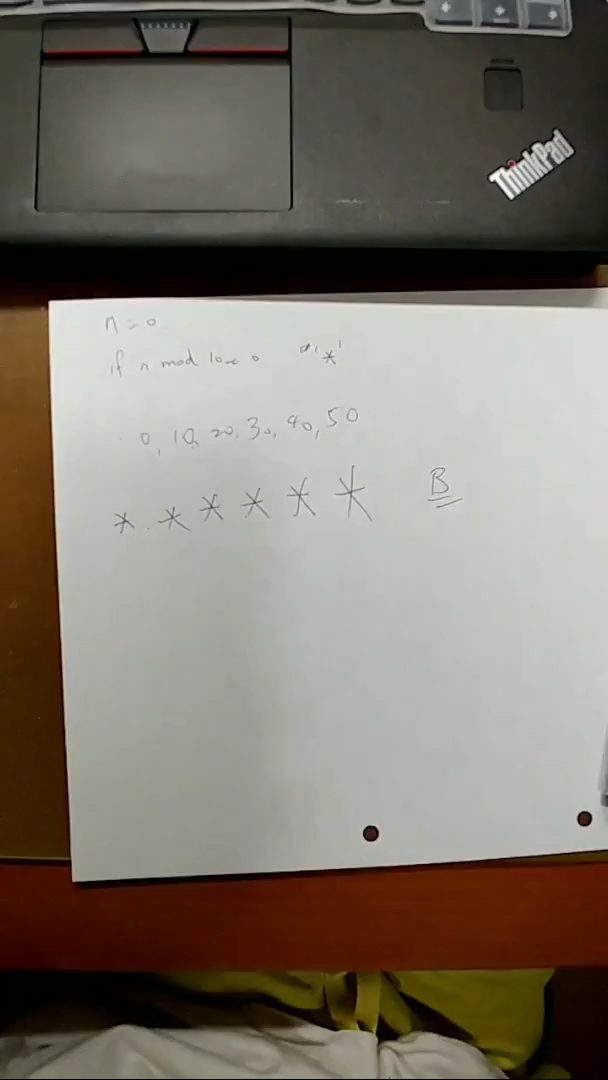 ThinkPad
n = 0
if n mod 10 = 0 '*'
0, 10, 20, 30, 40, 50
* . * * * * * B